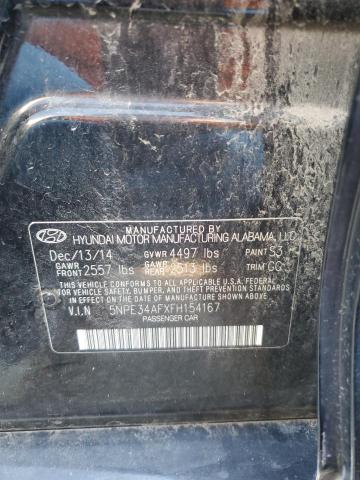 MANUFACTURED BY
HYUNDAI MOTOR MANUFACTURING ALABAMA, LLC
Dec/13/14 GVWR 4497 lbs PAINT S3
GAWR FRONT 2557 lbs GAWR REAR 2513 lbs TRIM GG
THIS VEHICLE CONFORMS TO ALL APPLICABLE U.S.A. FEDERAL
MOTOR VEHICLE SAFETY, BUMPER, AND THEFT PREVENTION
STANDARDS IN EFFECT ON THE DATE OF MANUFACTURE SHOWN ABOVE.
V.I.N 5NPE34AFXFH154167
PASSENGER CAR